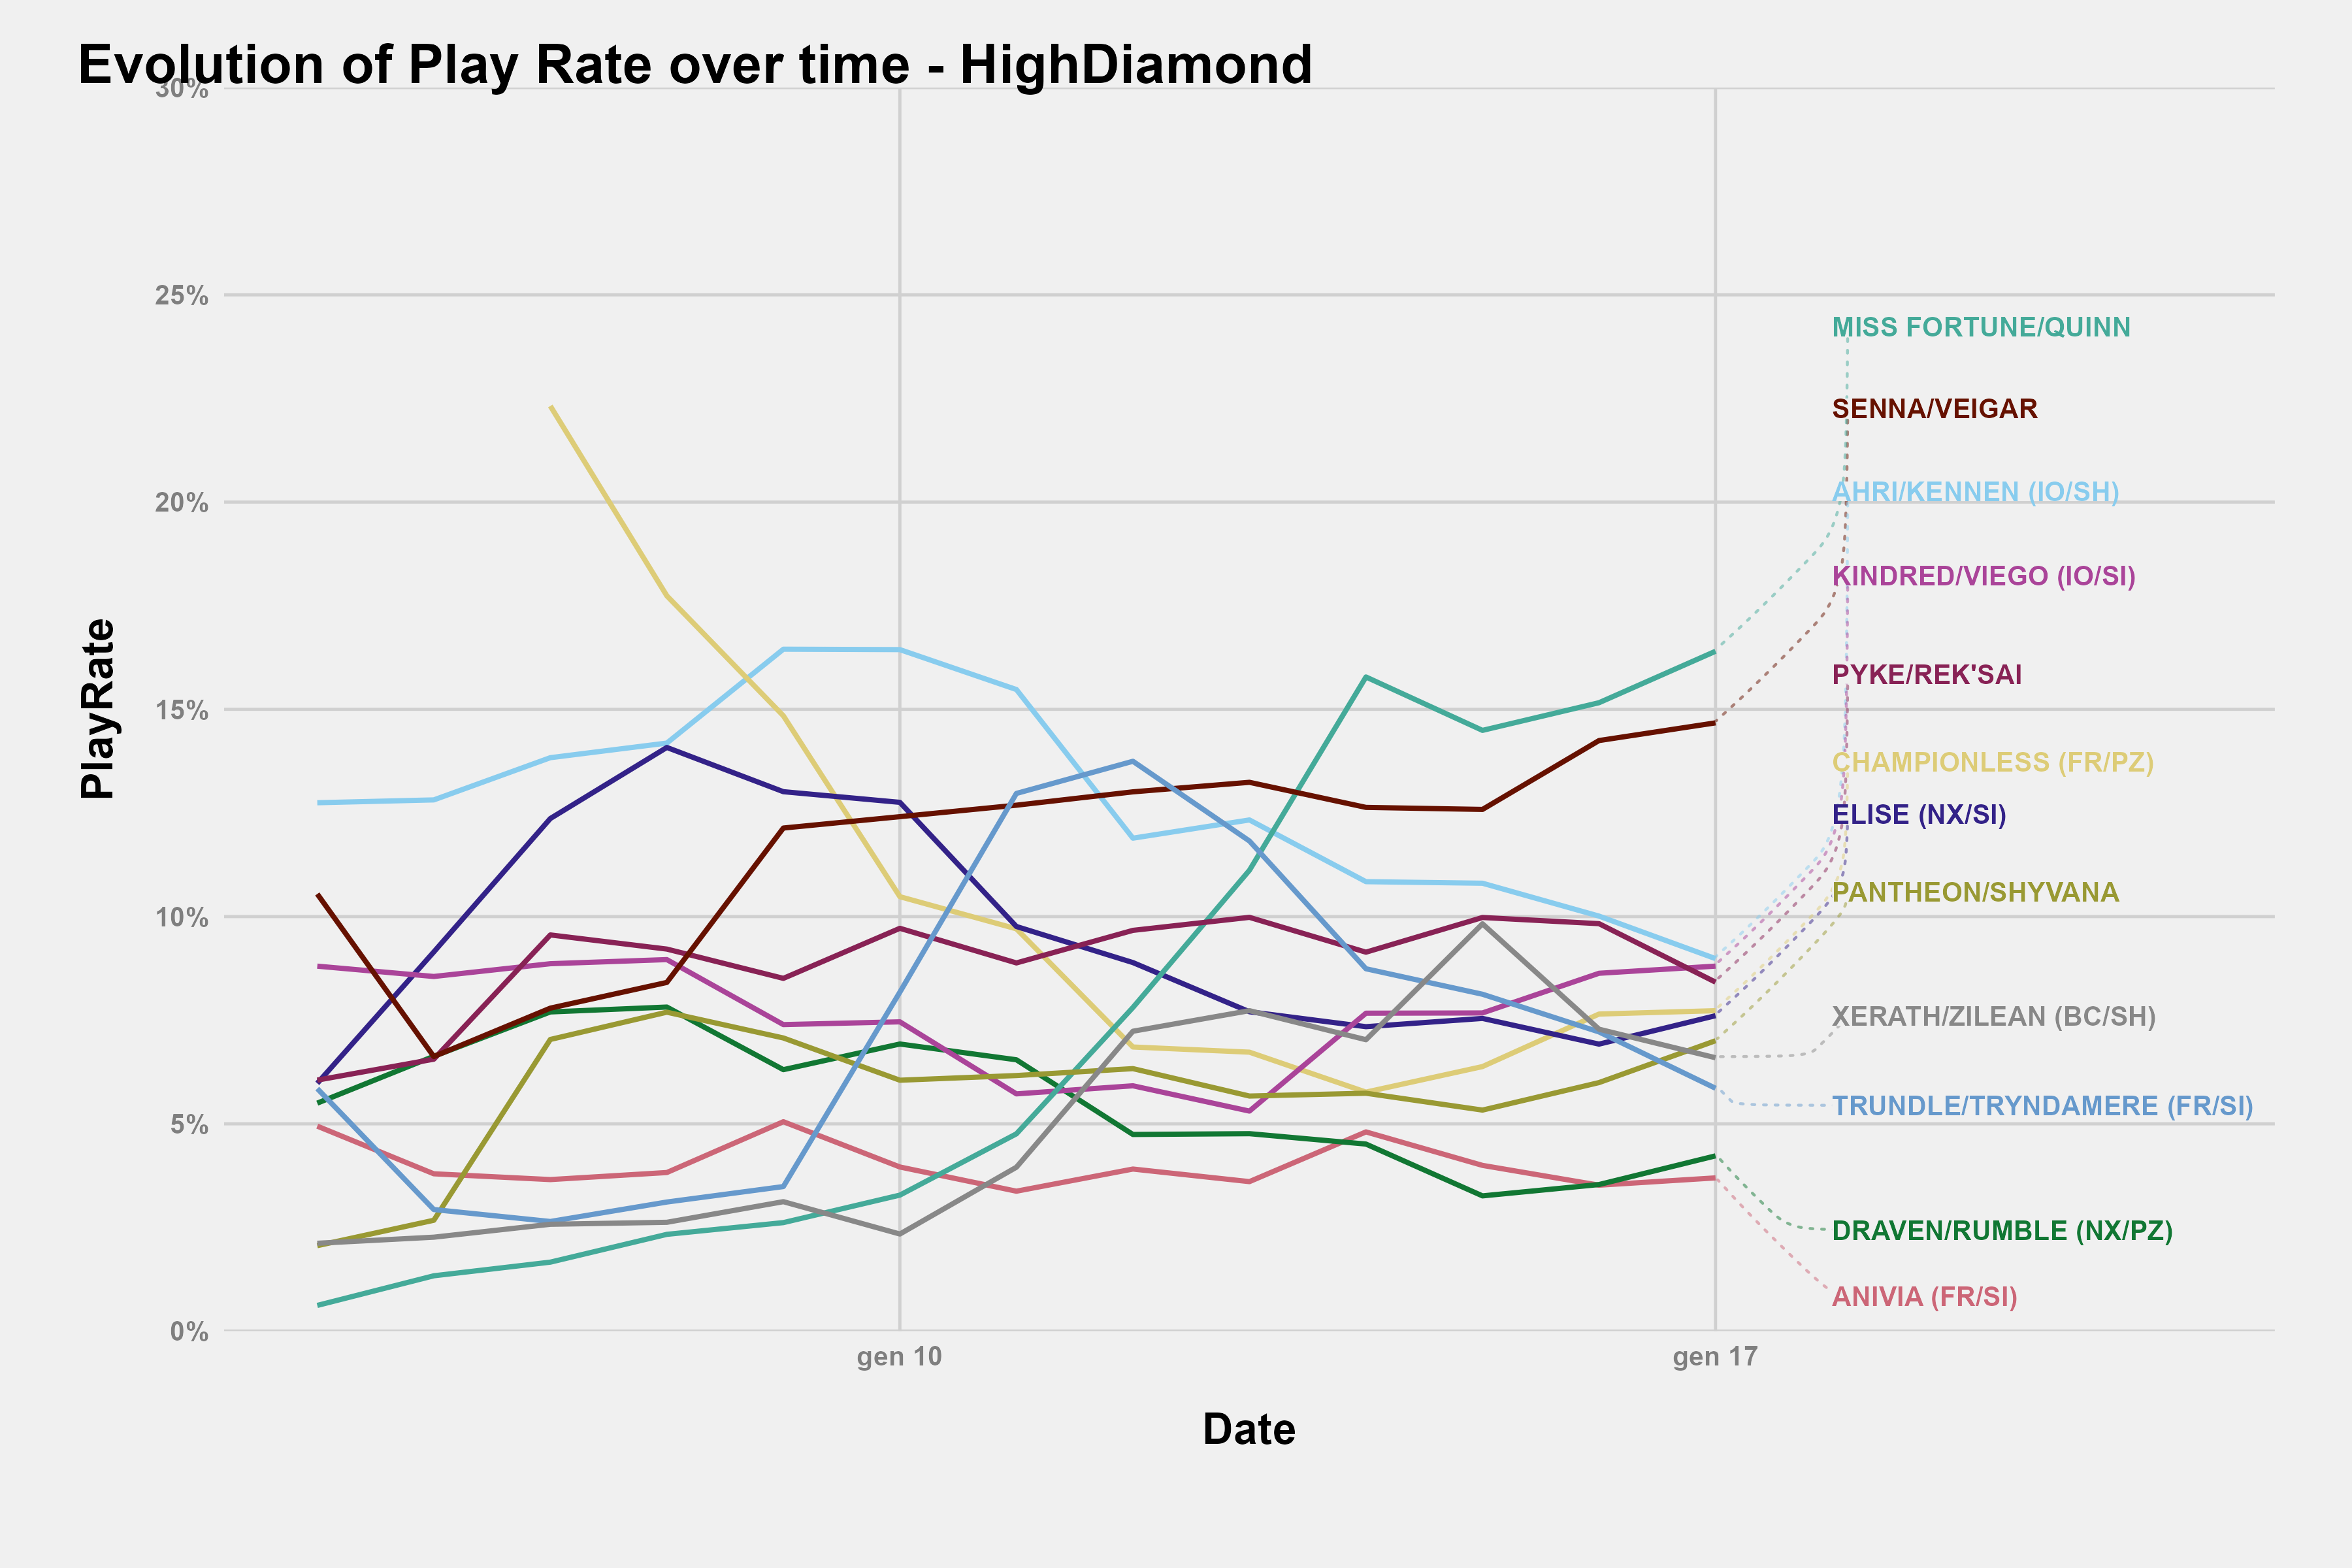 Evolution of Play Rate over time - HighDiamond
30%
25%
20%
15%
10%
5%
0%
PlayRate
gen 10
gen 17
Date
MISS FORTUNE/QUINN
SENNA/VEIGAR
AHRI/KENNEN (IO/SH)
KINDRED/VIEGO (IO/SI)
PYKE/REK'SAI
CHAMPIONLESS (FR/PZ)
ELISE (NX/SI)
PANTHEON/SHYVANA
XERATH/ZILEAN (BC/SH)
TRUNDLE/TRYNDAMERE (FR/SI)
DRAVEN/RUMBLE (NX/PZ)
ANIVIA (FR/SI)